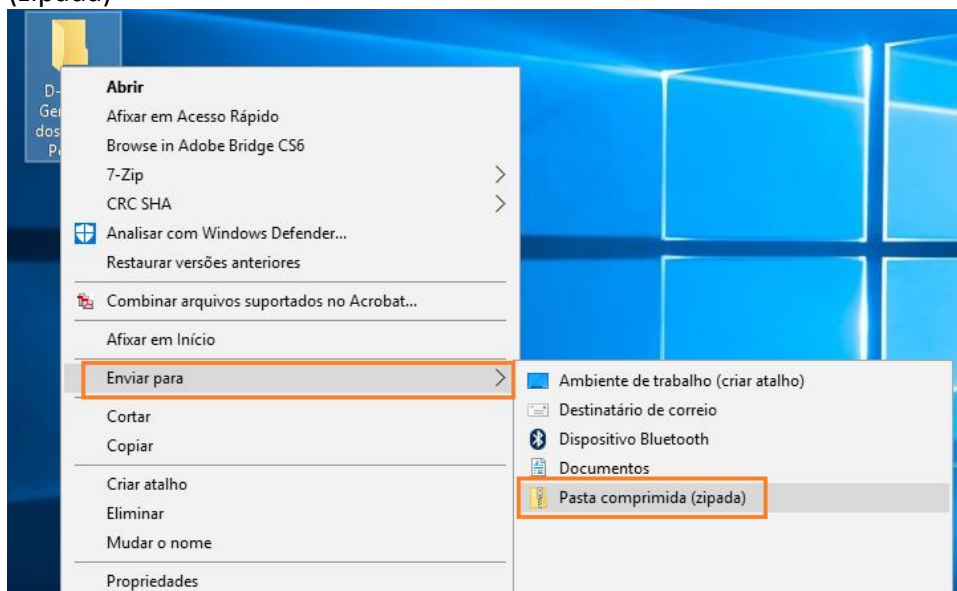 (zipada)
D-
Abrir
Ge
Afixar em Acesso Rápido
dos
Browse in Adobe Bridge CS6
P
7-Zip
CRC SHA
Analisar com Windows Defender...
Restaurar versões anteriores
Combinar arquivos suportados no Acrobat...
Afixar em Início
Enviar para
Ambiente de trabalho (criar atalho)
Destinatário de correio
Dispositivo Bluetooth
Documentos
Pasta comprimida (zipada)
Cortar
Copiar
Criar atalho
Eliminar
Mudar o nome
Propriedades